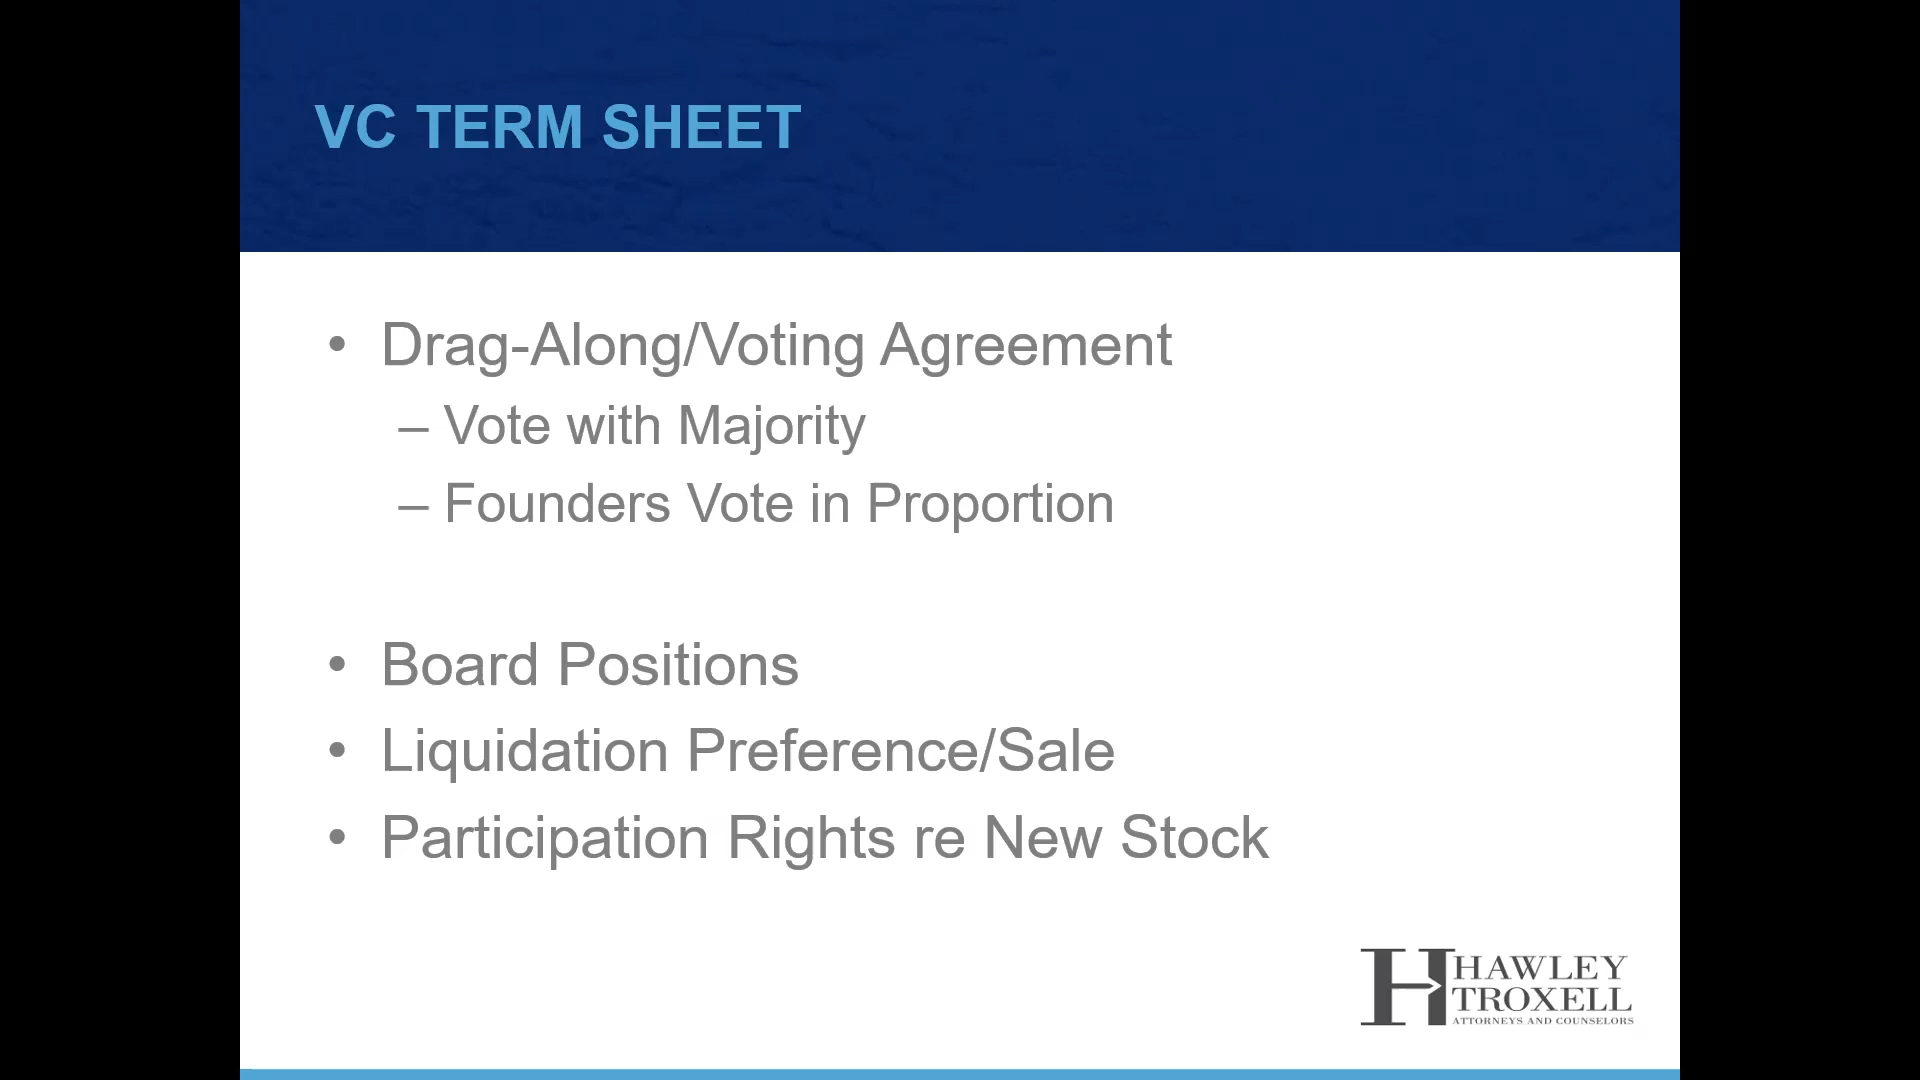 VC TERM SHEET
• Drag-Along/Voting Agreement
– Vote with Majority
– Founders Vote in Proportion
• Board Positions
• Liquidation Preference/Sale
• Participation Rights re New Stock
HAWLEY
TROXELL
ATTORNEYS AND COUNSELORS